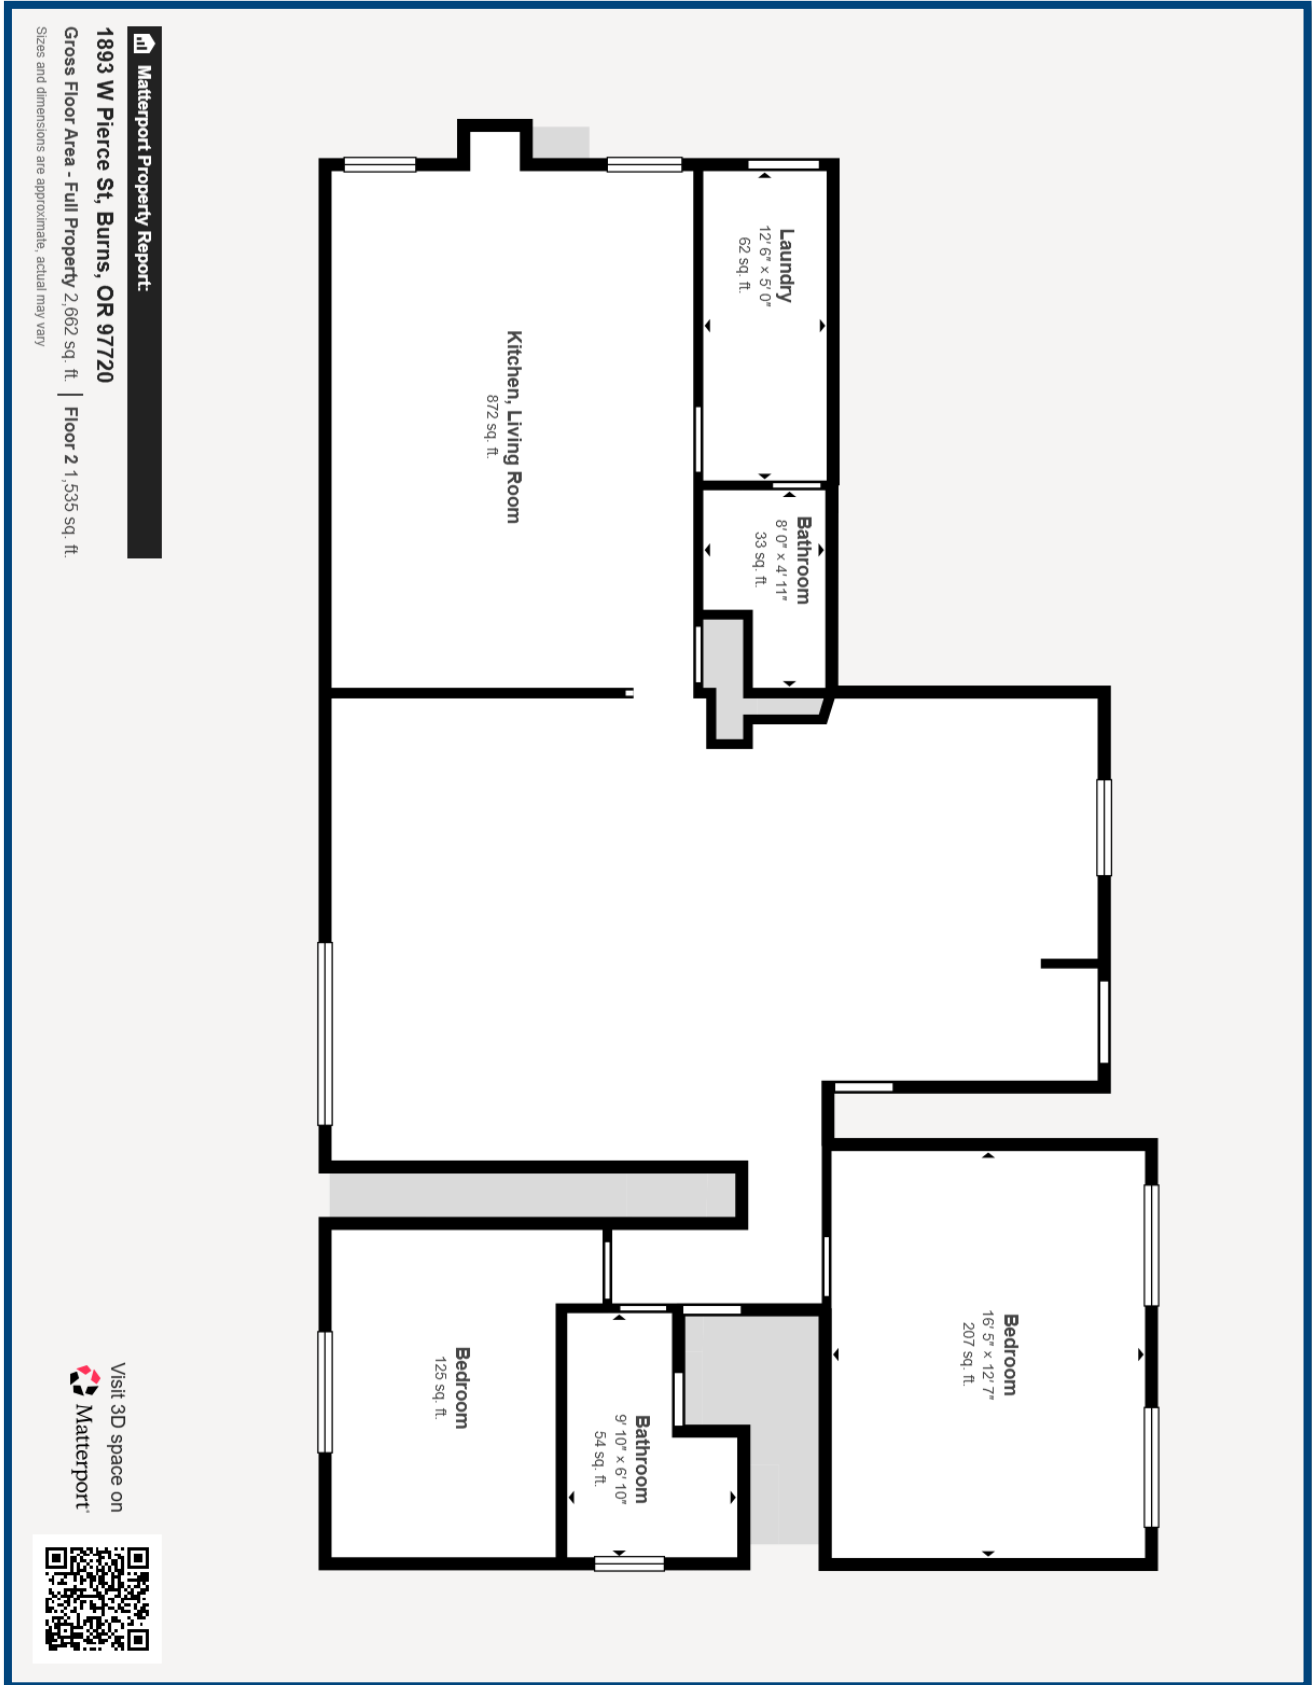 Matterport Property Report:
1893 W Pierce St, Burns, OR 97720
Gross Floor Area - Full Property 2,662 sq. ft. | Floor 2 1,535 sq. ft.
Sizes and dimensions are approximate, actual may vary
Laundry
12' 6" x 5' 0"
62 sq. ft.
Bathroom
8' 0" x 4' 11"
33 sq. ft.
Kitchen, Living Room
872 sq. ft.
Bedroom
16' 5" x 12' 7"
207 sq. ft.
Bathroom
9' 10" x 6' 10"
54 sq. ft.
Bedroom
125 sq. ft.
Visit 3D space on
Matterport